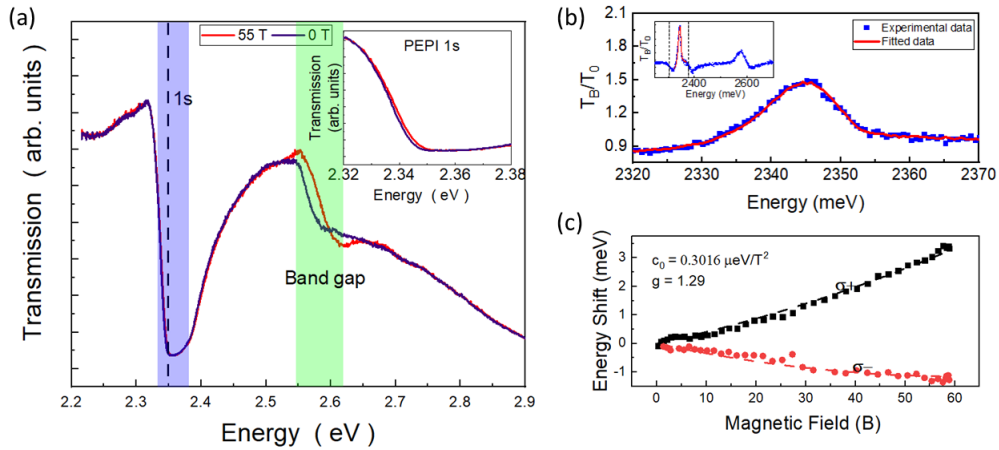 (a)
55 T
0 T
PEPI 1s
1s
Transmission
(arb. units)
2.32
2.34
2.36
2.38
Energy ( eV )
Band gap
Transmission ( arb. units )
2.2
2.3
2.4
2.5
2.6
2.7
2.8
2.9
Energy ( eV )
(b)
Experimental data
Fitted data
T_B/T_0
2400
2600
Energy (meV)
T_B/T_0
1.8
1.5
1.2
0.9
2320
2330
2340
2350
2360
2370
Energy (meV)
(c)
c₀ = 0.3016 μeV/T²
g = 1.29
σ+
σ−
Energy Shift (meV)
3
2
1
0
-1
0
10
20
30
40
50
60
Magnetic Field (B)